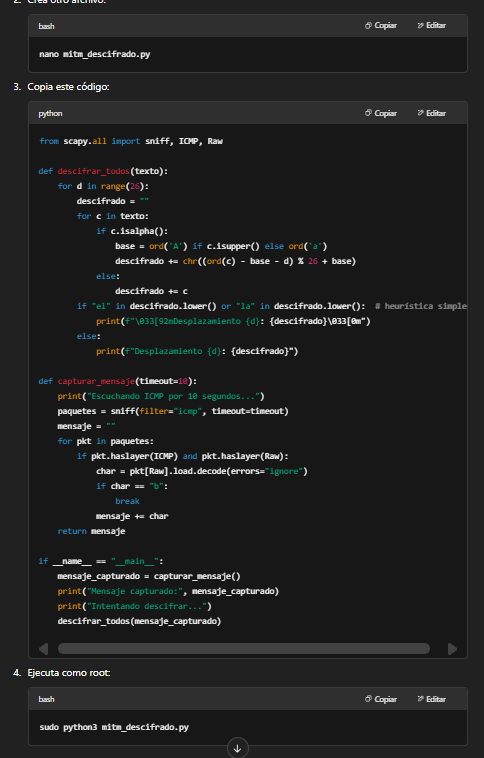 2. Crea otro archivo:
bash Copiar Editar
nano mitm_descifrado.py
3. Copia este código:
python Copiar Editar
from scapy.all import sniff, ICMP, Raw
def descifrar_todos(texto):
    for d in range(26):
        descifrado = ""
        for c in texto:
            if c.isalpha():
                base = ord('A') if c.isupper() else ord('a')
                descifrado += chr((ord(c) - base - d) % 26 + base)
            else:
                descifrado += c
        if "el" in descifrado.lower() or "la" in descifrado.lower():  # heurística simple
            print(f"\033[92mDesplazamiento {d}: {descifrado}\033[0m")
        else:
            print(f"Desplazamiento {d}: {descifrado}")
def capturar_mensaje(timeout=10):
    print("Escuchando ICMP por 10 segundos...")
    paquetes = sniff(filter="icmp", timeout=timeout)
    mensaje = ""
    for pkt in paquetes:
        if pkt.haslayer(ICMP) and pkt.haslayer(Raw):
            char = pkt[Raw].load.decode(errors="ignore")
            if char == "b":
                break
            mensaje += char
    return mensaje
if __name__ == "__main__":
    mensaje_capturado = capturar_mensaje()
    print("Mensaje capturado:", mensaje_capturado)
    print("Intentando descifrar...")
    descifrar_todos(mensaje_capturado)
4. Ejecuta como root:
bash Copiar Editar
sudo python3 mitm_descifrado.py